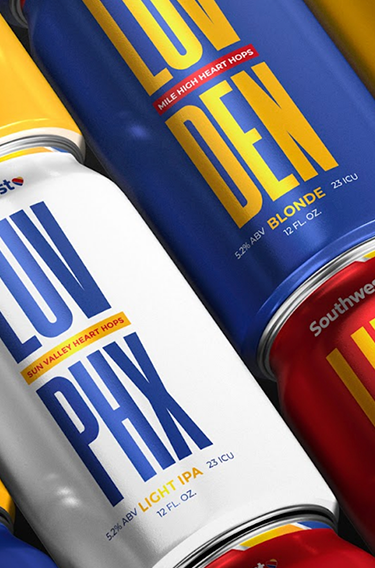 LUV
MILE HIGH HEART HOPS
DEN
5.2% ABV BLONDE 23 ICU
12 FL. OZ.
LUV
SUN VALLEY HEART HOPS
PHX
5.2% ABV LIGHT IPA 23 ICU
12 FL. OZ.